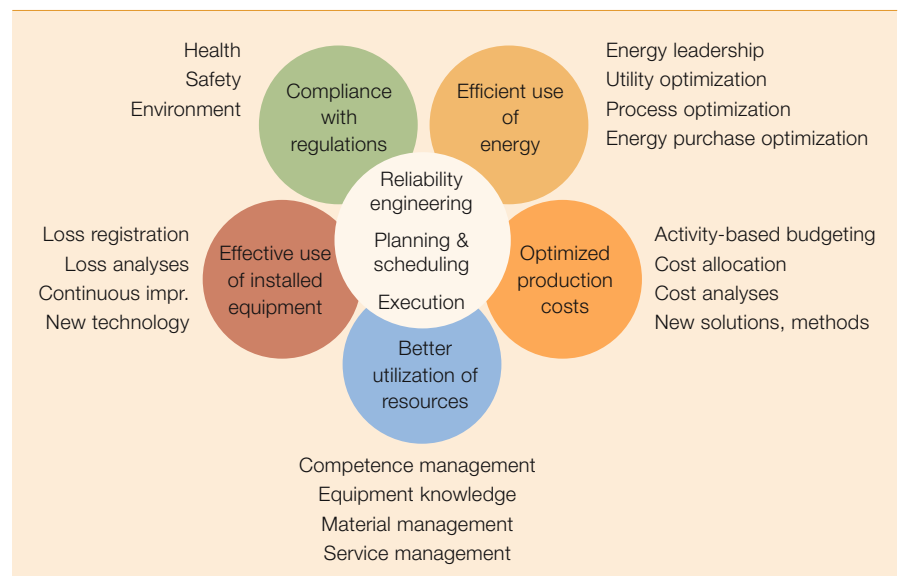 Health
Safety
Environment
Compliance
with
regulations
Efficient use
of
energy
Energy leadership
Utility optimization
Process optimization
Energy purchase optimization
Reliability
engineering
Planning &
scheduling
Execution
Loss registration
Loss analyses
Continuous impr.
New technology
Effective use
of installed
equipment
Optimized
production
costs
Activity-based budgeting
Cost allocation
Cost analyses
New solutions, methods
Better
utilization of
resources
Competence management
Equipment knowledge
Material management
Service management